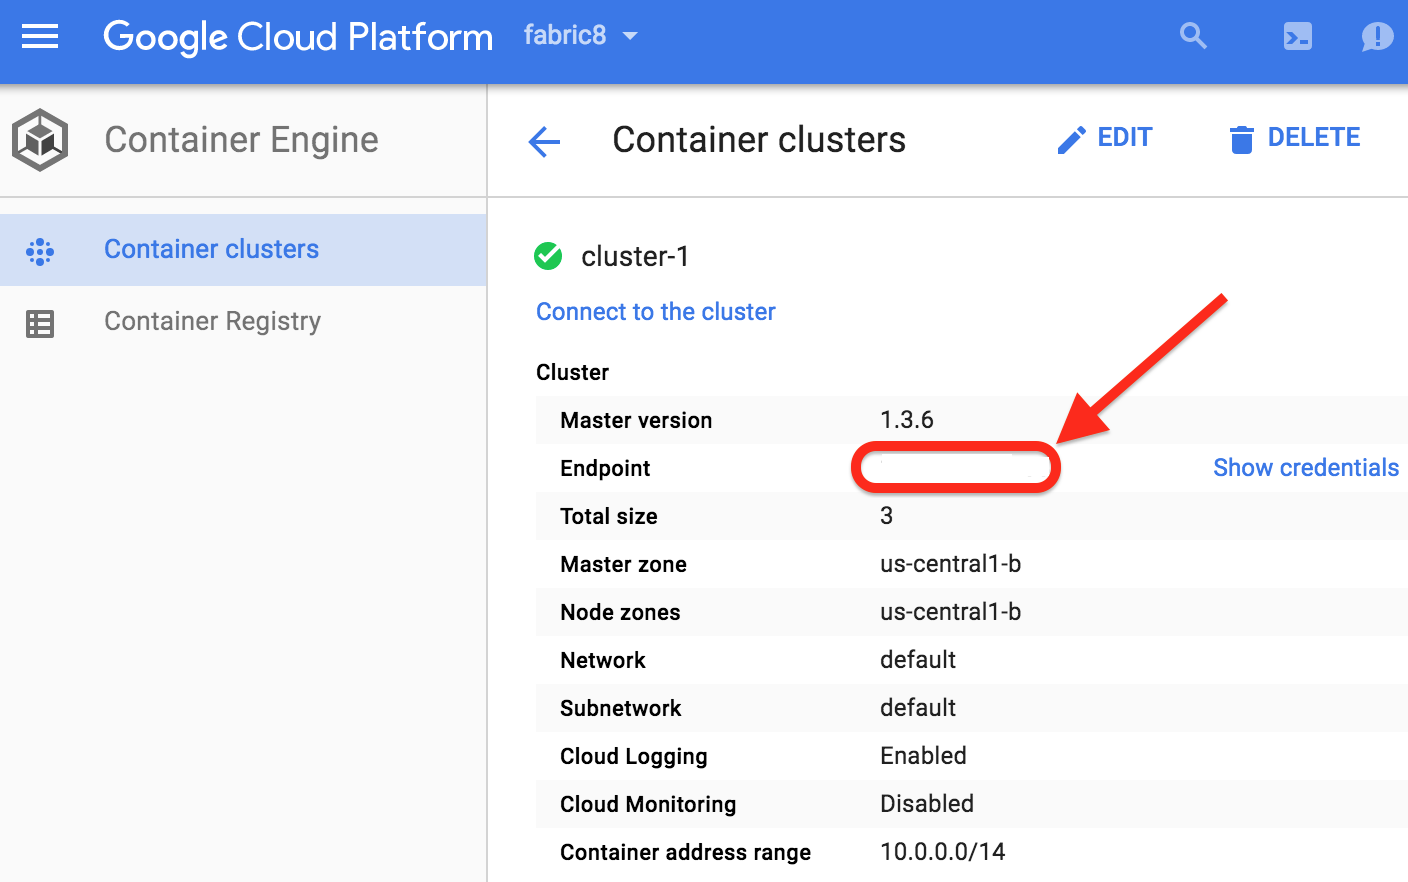 Google Cloud Platform fabric8
Container Engine
Container clusters EDIT DELETE
Container clusters
Container Registry
cluster-1
Connect to the cluster
Cluster
Master version 1.3.6
Endpoint Show credentials
Total size 3
Master zone us-central1-b
Node zones us-central1-b
Network default
Subnetwork default
Cloud Logging Enabled
Cloud Monitoring Disabled
Container address range 10.0.0.0/14